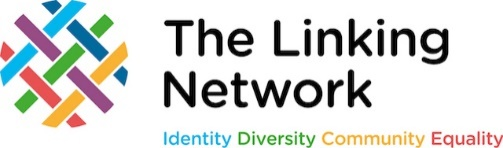 The Linking
Network
Identity Diversity Community Equality